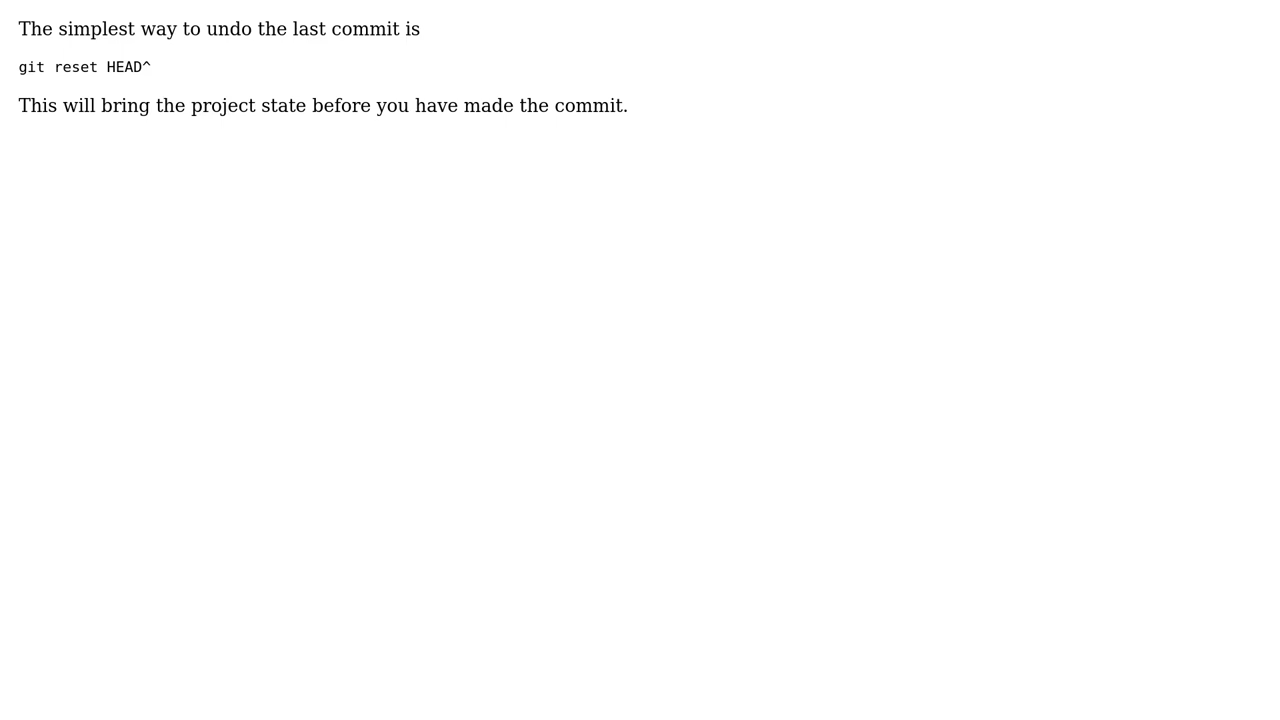 The simplest way to undo the last commit is
git reset HEAD^
This will bring the project state before you have made the commit.